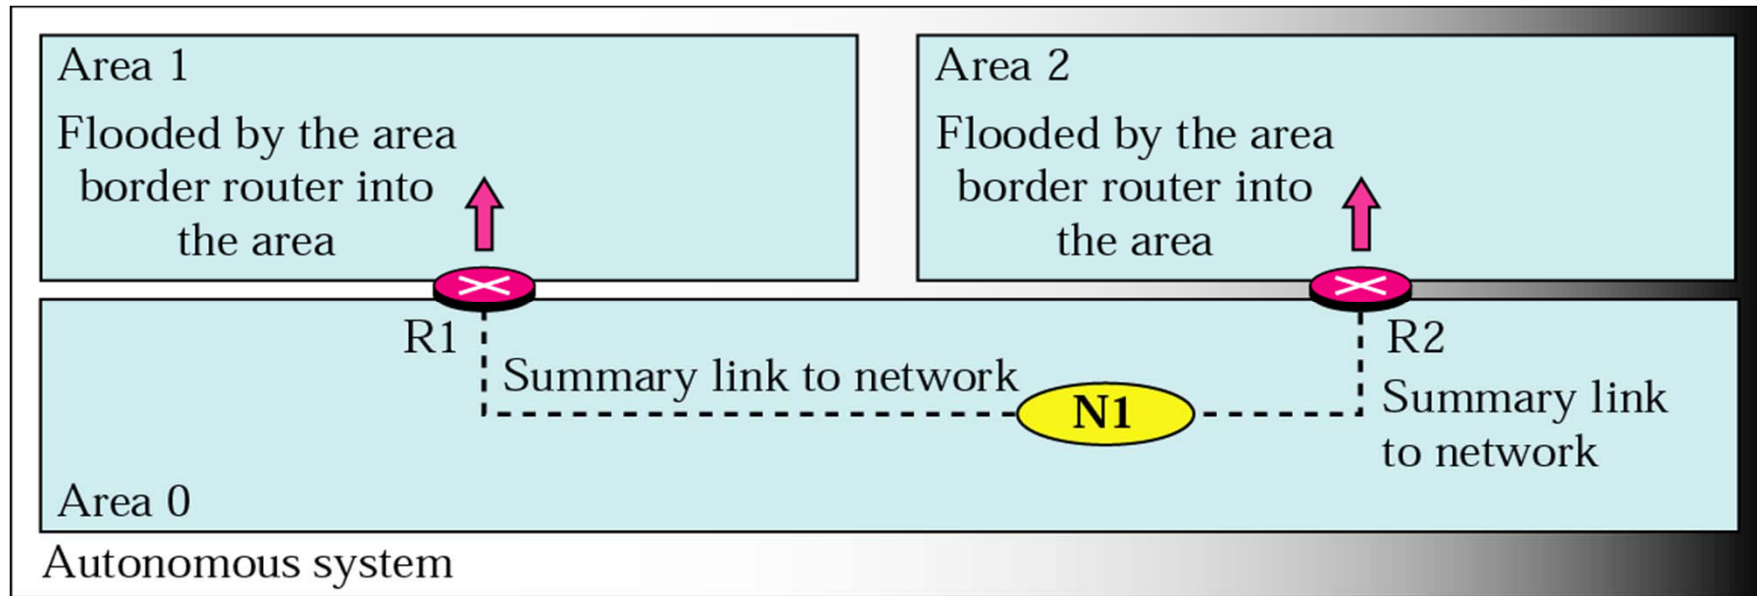 Area 1
Flooded by the area
border router into
the area
Area 2
Flooded by the area
border router into
the area
R1
R2
Summary link to network
N1
Summary link
to network
Area 0
Autonomous system